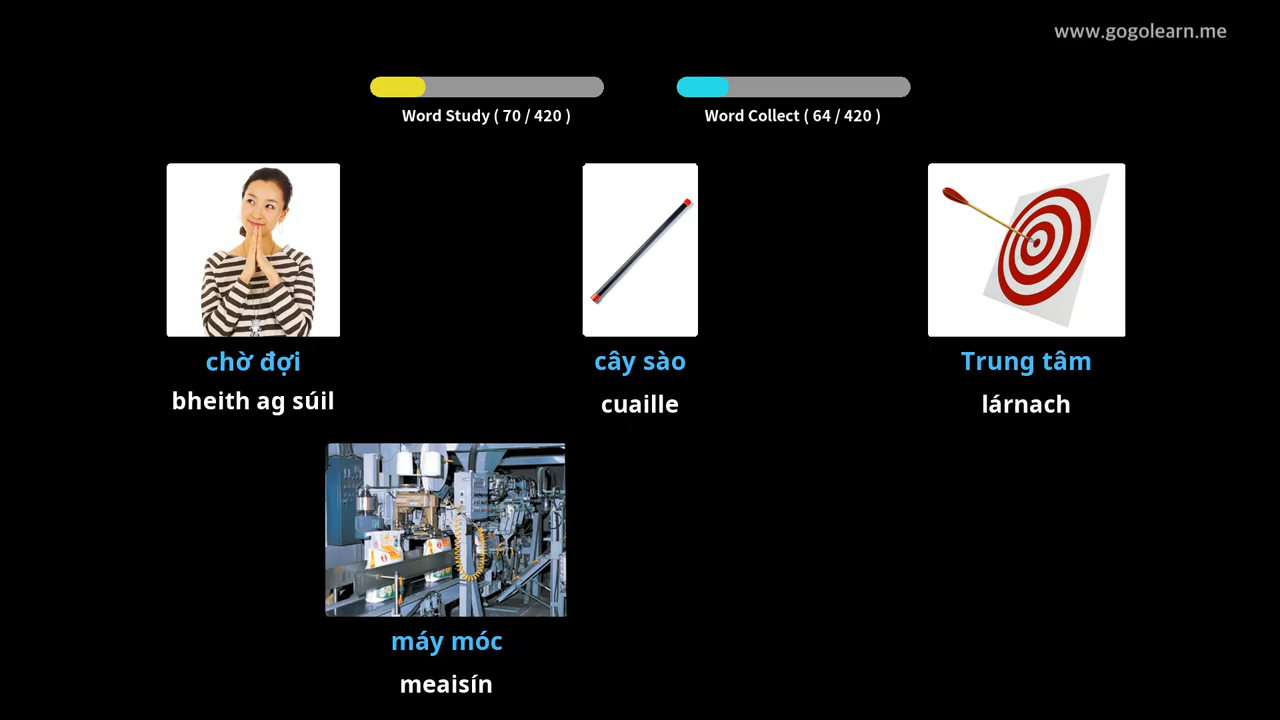 www.gogolearn.me
Word Study ( 70 / 420 )
Word Collect ( 64 / 420 )
chờ đợi
bheith ag súil
cây sào
cuaille
Trung tâm
lárnach
máy móc
meaisín